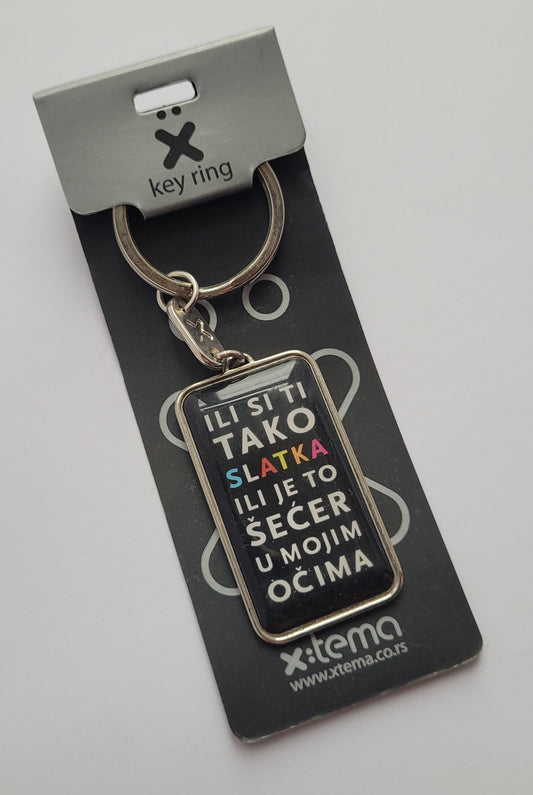 ẍ
key ring
ILI SI TI
TAKO
SLATKA
ILI JE TO
ŠEĆER
U MOJIM
OČIMA
x:tema
www.xtema.co.rs